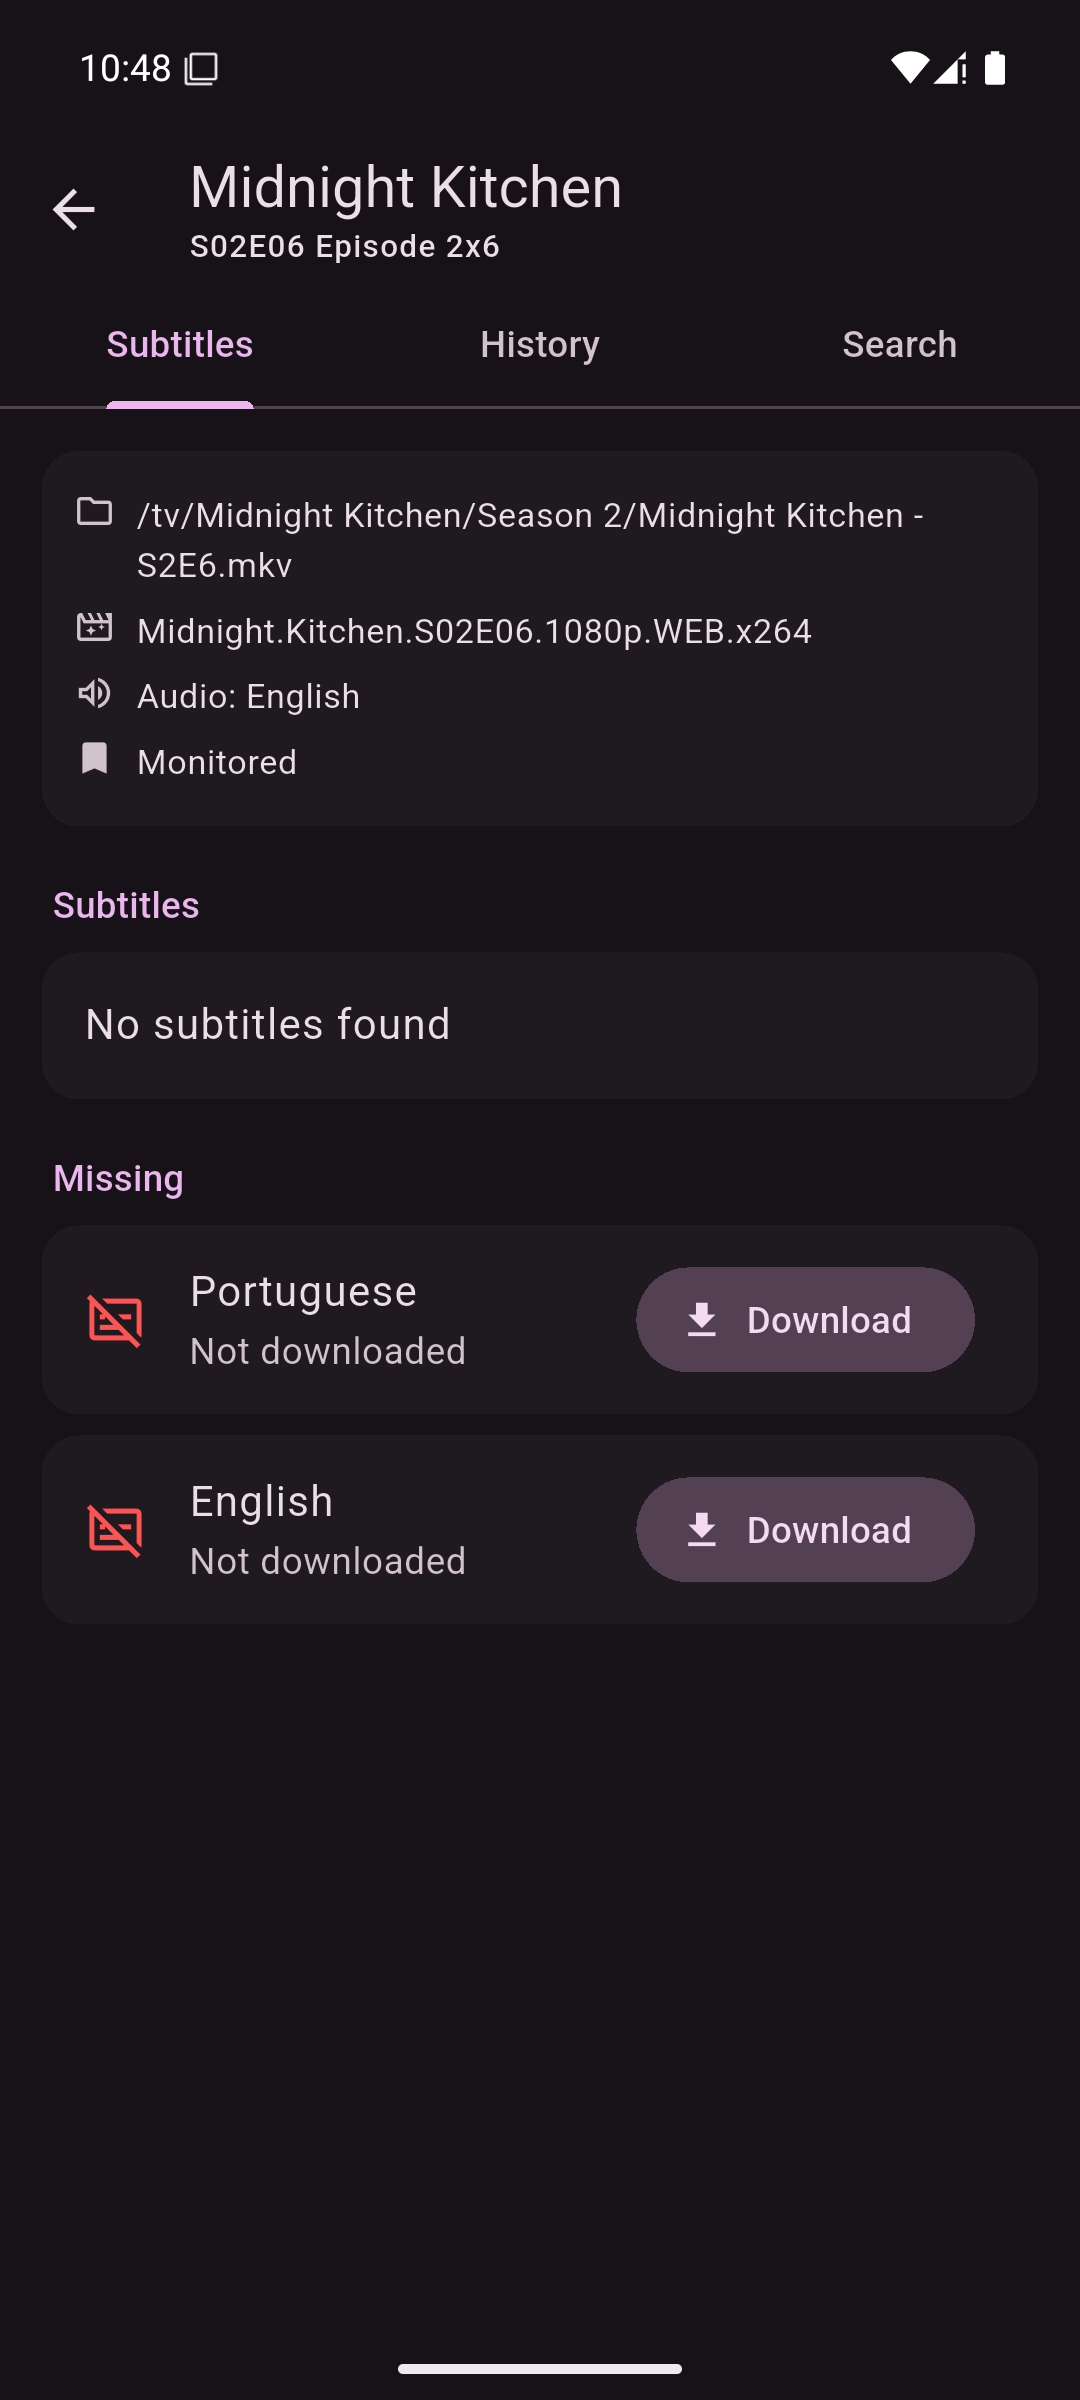 10:48
Midnight Kitchen
S02E06 Episode 2x6
Subtitles
History
Search
/tv/Midnight Kitchen/Season 2/Midnight Kitchen -
S2E6.mkv
Midnight.Kitchen.S02E06.1080p.WEB.x264
Audio: English
Monitored
Subtitles
No subtitles found
Missing
Portuguese
Not downloaded
Download
English
Not downloaded
Download